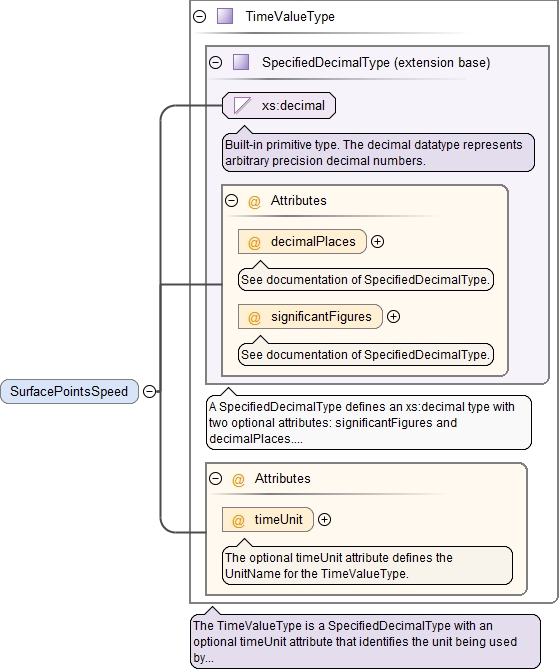 TimeValueType
SpecifiedDecimalType (extension base)
xs:decimal
Built-in primitive type. The decimal datatype represents
arbitrary precision decimal numbers.
@ Attributes
@ decimalPlaces
See documentation of SpecifiedDecimalType.
@ significantFigures
See documentation of SpecifiedDecimalType.
SurfacePointsSpeed
A SpecifiedDecimalType defines an xs:decimal type with
two optional attributes: significantFigures and
decimalPlaces....
@ Attributes
@ timeUnit
The optional timeUnit attribute defines the
UnitName for the TimeValueType.
The TimeValueType is a SpecifiedDecimalType with an
optional timeUnit attribute that identifies the unit being used
by...